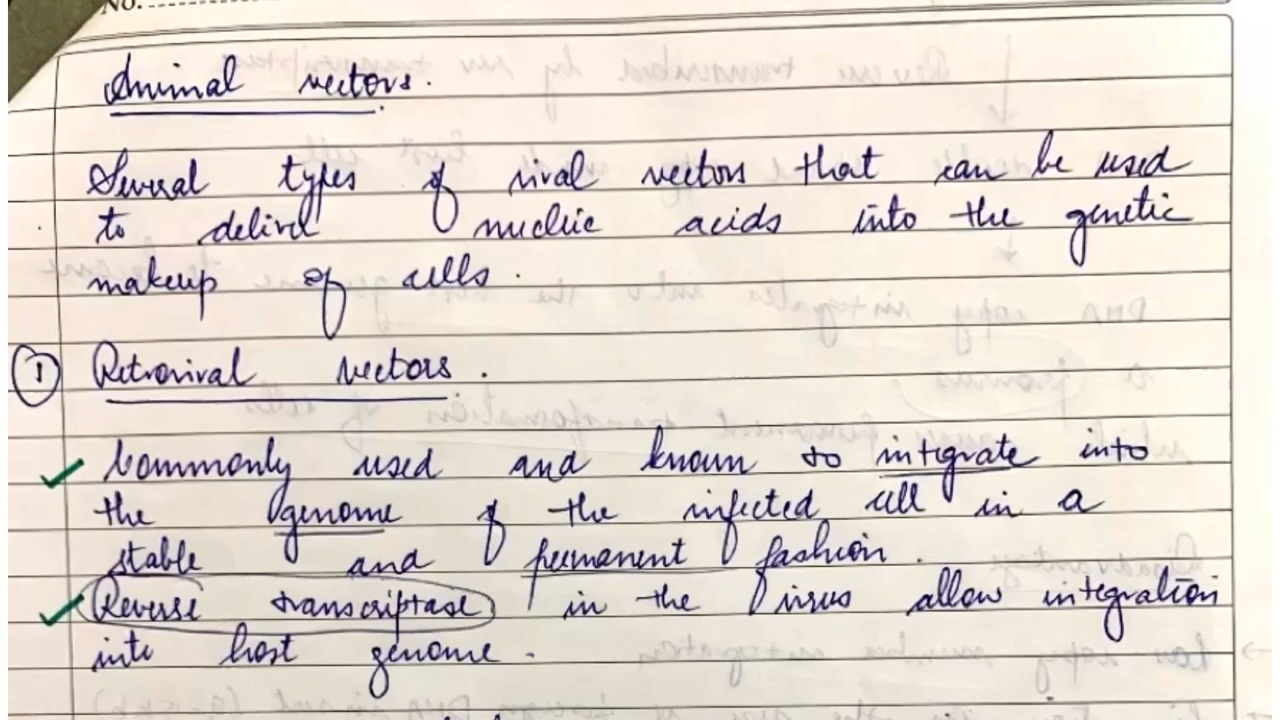 No.
Animal vectors.
Several types of viral vectors that can be used
to deliver nucleic acids into the genetic
makeup of cells.
1 Retroviral vectors.
Commonly used and known to integrate into
the genome of the infected cell in a
stable and permanent fashion.
Reverse transcriptase in the virus allow integration
into host genome.